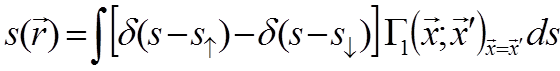 s(r⃗) = ∫[δ(s−s↑) − δ(s−s↓)] Γ₁(x⃗; x⃗′)_{x⃗=x⃗′} ds